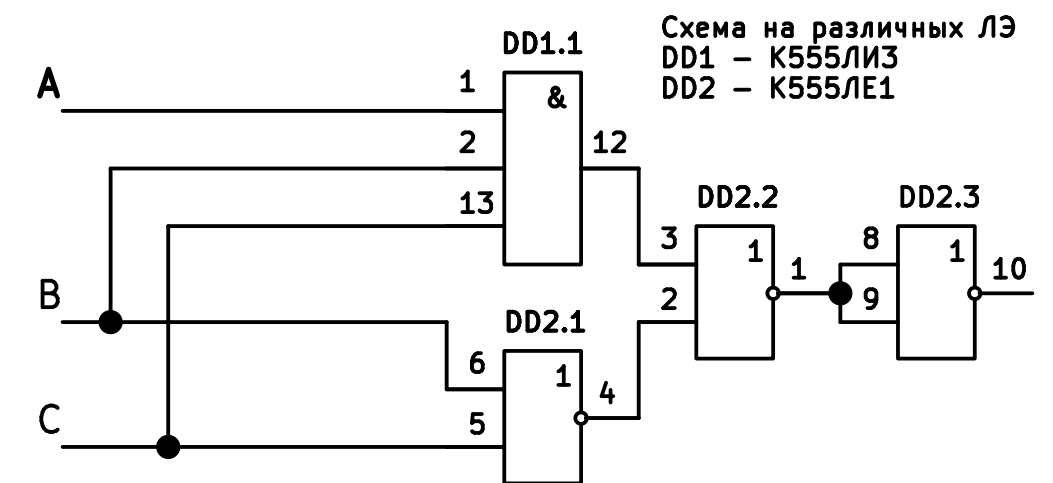 Схема на различных ЛЭ
DD1 – К555ЛИ3
DD2 – К555ЛЕ1
DD1.1
A
1
&
2
12
13
DD2.2
DD2.3
3
1
1
8
1
10
B
2
9
DD2.1
6
1
4
C
5